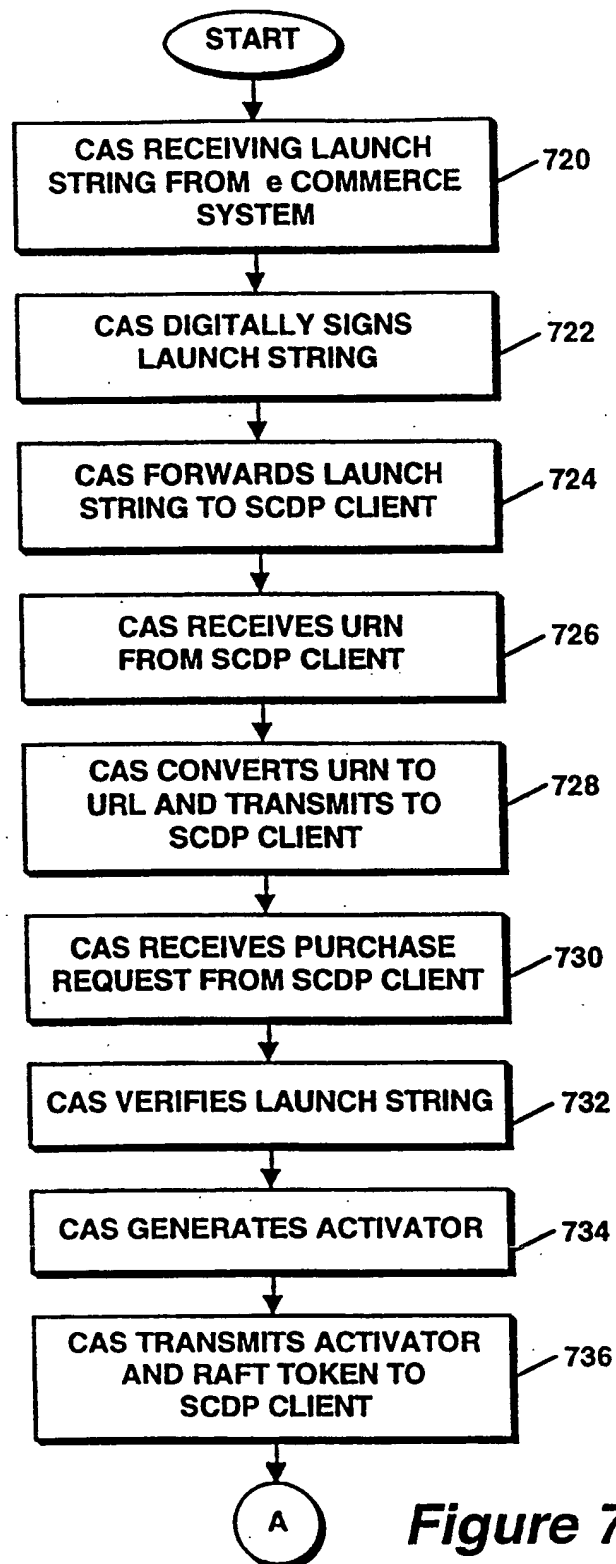 START
CAS RECEIVING LAUNCH
STRING FROM e COMMERCE
SYSTEM
720
CAS DIGITALLY SIGNS
LAUNCH STRING
722
CAS FORWARDS LAUNCH
STRING TO SCDP CLIENT
724
CAS RECEIVES URN
FROM SCDP CLIENT
726
CAS CONVERTS URN TO
URL AND TRANSMITS TO
SCDP CLIENT
728
CAS RECEIVES PURCHASE
REQUEST FROM SCDP CLIENT
730
CAS VERIFIES LAUNCH STRING
732
CAS GENERATES ACTIVATOR
734
CAS TRANSMITS ACTIVATOR
AND RAFT TOKEN TO
SCDP CLIENT
736
A
Figure 7